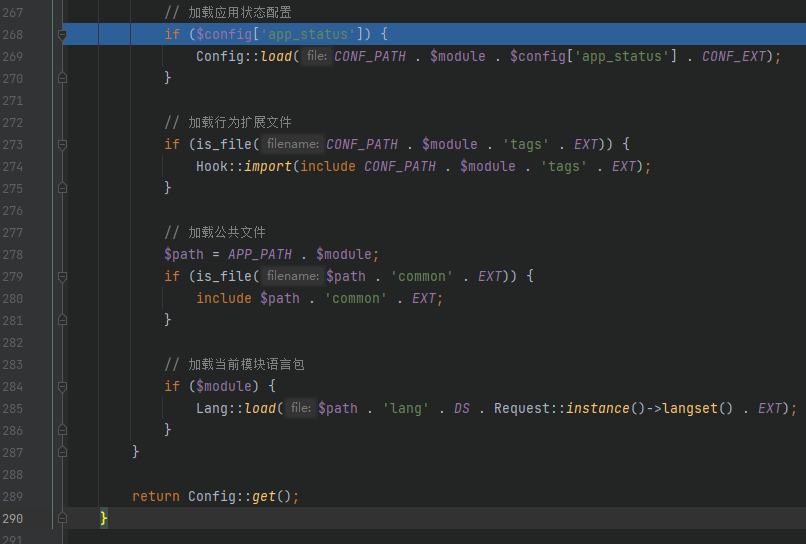 267 // 加载应用状态配置
268 if ($config['app_status']) {
269 Config::load( file: CONF_PATH . $module . $config['app_status'] . CONF_EXT);
270 }
271
272 // 加载行为扩展文件
273 if (is_file( filename: CONF_PATH . $module . 'tags' . EXT)) {
274 Hook::import(include CONF_PATH . $module . 'tags' . EXT);
275 }
276
277 // 加载公共文件
278 $path = APP_PATH . $module;
279 if (is_file( filename: $path . 'common' . EXT)) {
280 include $path . 'common' . EXT;
281 }
282
283 // 加载当前模块语言包
284 if ($module) {
285 Lang::load( file: $path . 'lang' . DS . Request::instance()->langset() . EXT);
286 }
287 }
288
289 return Config::get();
290 }
291